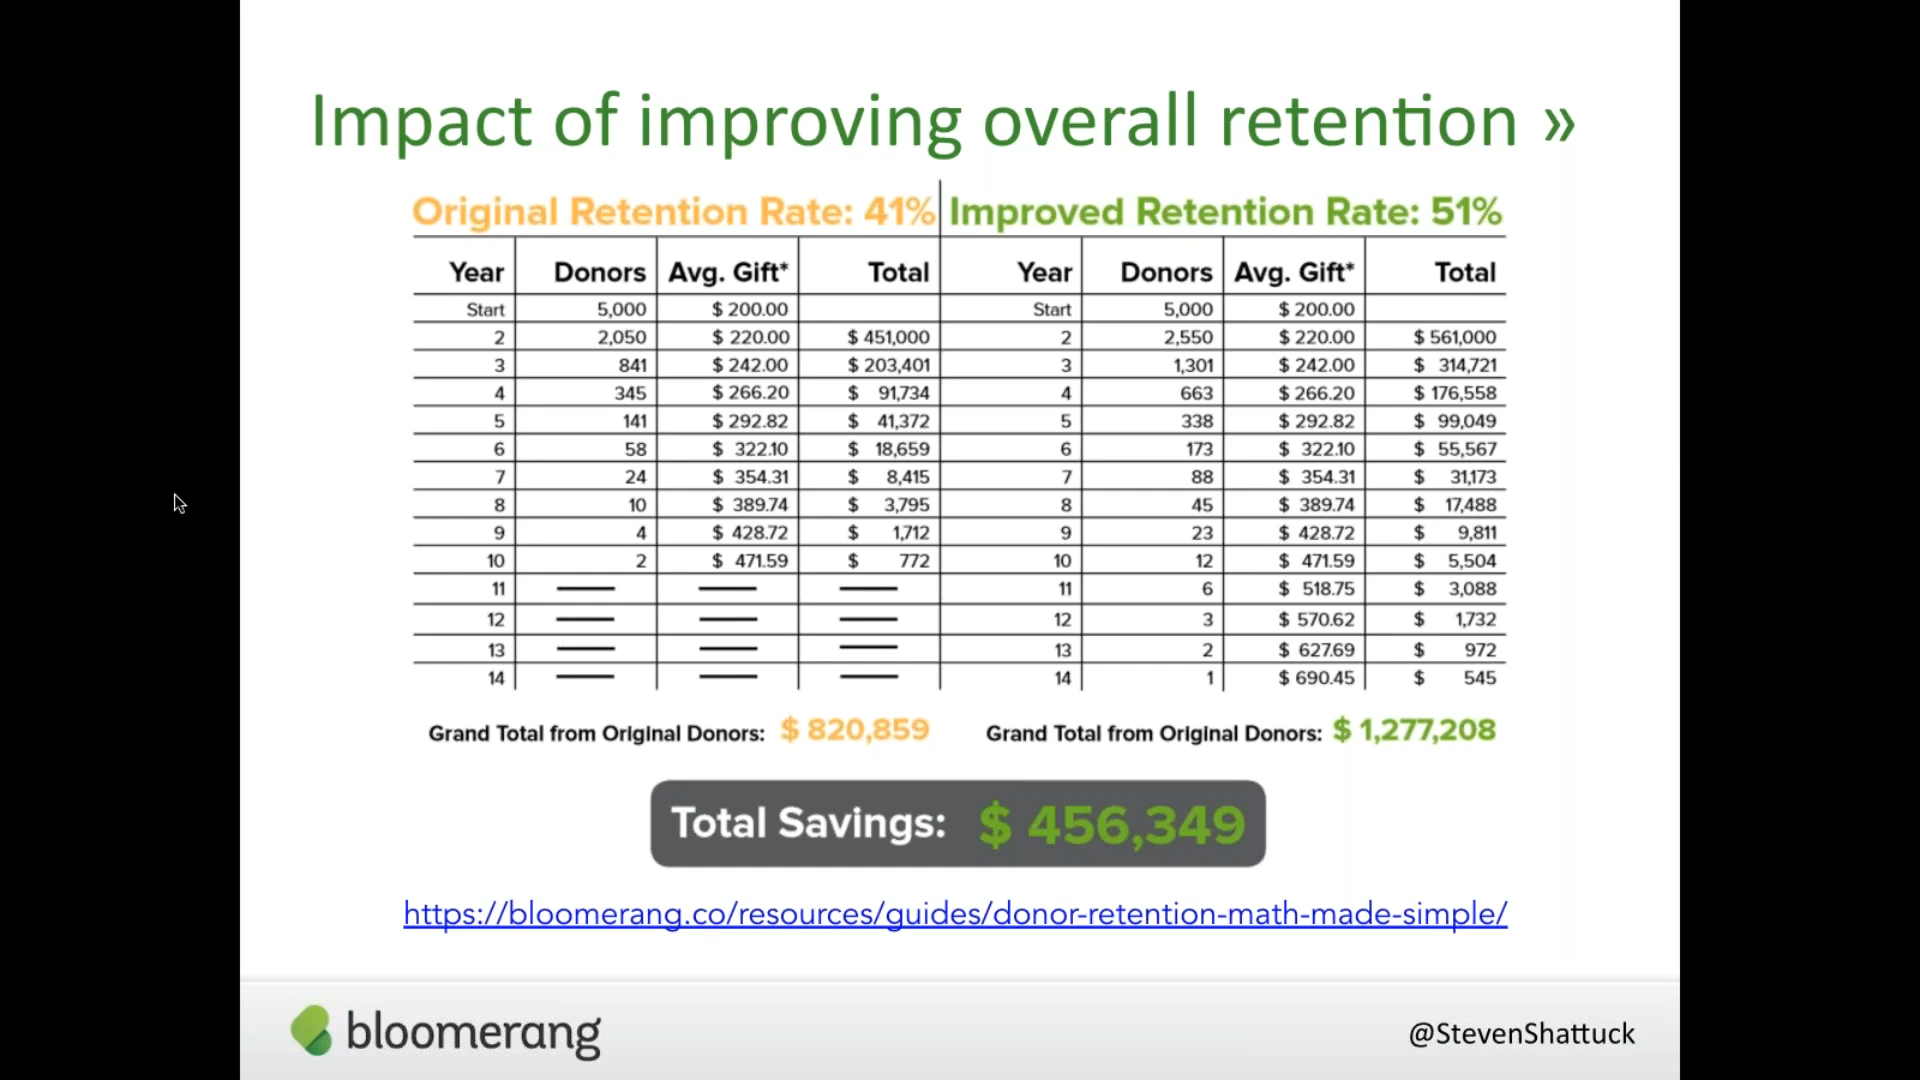 Impact of improving overall retention »
Original Retention Rate: 41% Improved Retention Rate: 51%
Year Donors Avg. Gift* Total Year Donors Avg. Gift* Total
Start 5,000 $ 200.00 Start 5,000 $ 200.00
2 2,050 $ 220.00 $ 451,000 2 2,550 $ 220.00 $ 561,000
3 841 $ 242.00 $ 203,401 3 1,301 $ 242.00 $ 314,721
4 345 $ 266.20 $ 91,734 4 663 $ 266.20 $ 176,558
5 141 $ 292.82 $ 41,372 5 338 $ 292.82 $ 99,049
6 58 $ 322.10 $ 18,659 6 173 $ 322.10 $ 55,567
7 24 $ 354.31 $ 8,415 7 88 $ 354.31 $ 31,173
8 10 $ 389.74 $ 3,795 8 45 $ 389.74 $ 17,488
9 4 $ 428.72 $ 1,712 9 23 $ 428.72 $ 9,811
10 2 $ 471.59 $ 772 10 12 $ 471.59 $ 5,504
11 — — — 11 6 $ 518.75 $ 3,088
12 — — — 12 3 $ 570.62 $ 1,732
13 — — — 13 2 $ 627.69 $ 972
14 — — — 14 1 $ 690.45 $ 545
Grand Total from Original Donors: $ 820,859 Grand Total from Original Donors: $ 1,277,208
Total Savings: $ 456,349
https://bloomerang.co/resources/guides/donor-retention-math-made-simple/
bloomerang @StevenShattuck